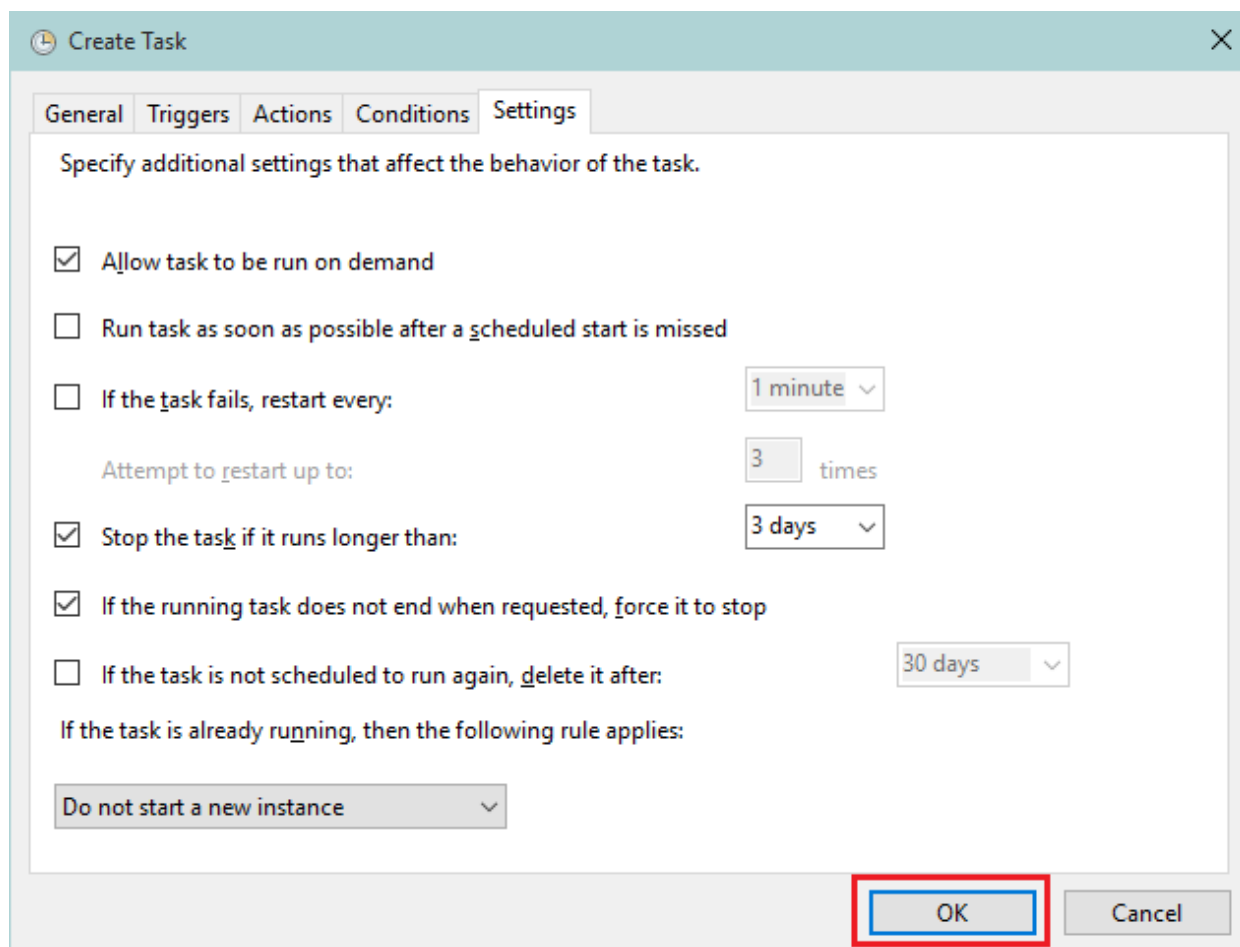 Create Task
General Triggers Actions Conditions Settings
Specify additional settings that affect the behavior of the task.
Allow task to be run on demand
Run task as soon as possible after a scheduled start is missed
If the task fails, restart every: 1 minute
Attempt to restart up to: 3 times
Stop the task if it runs longer than: 3 days
If the running task does not end when requested, force it to stop
If the task is not scheduled to run again, delete it after: 30 days
If the task is already running, then the following rule applies:
Do not start a new instance
OK Cancel